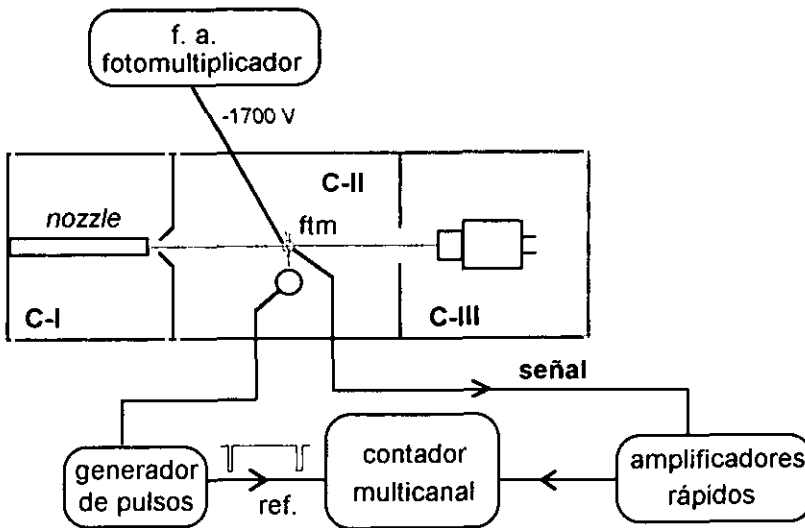 f. a.
fotomultiplicador
-1700 V
C-II
nozzle
ftm
C-I
C-III
señal
generador
de pulsos
ref.
contador
multicanal
amplificadores
rápidos